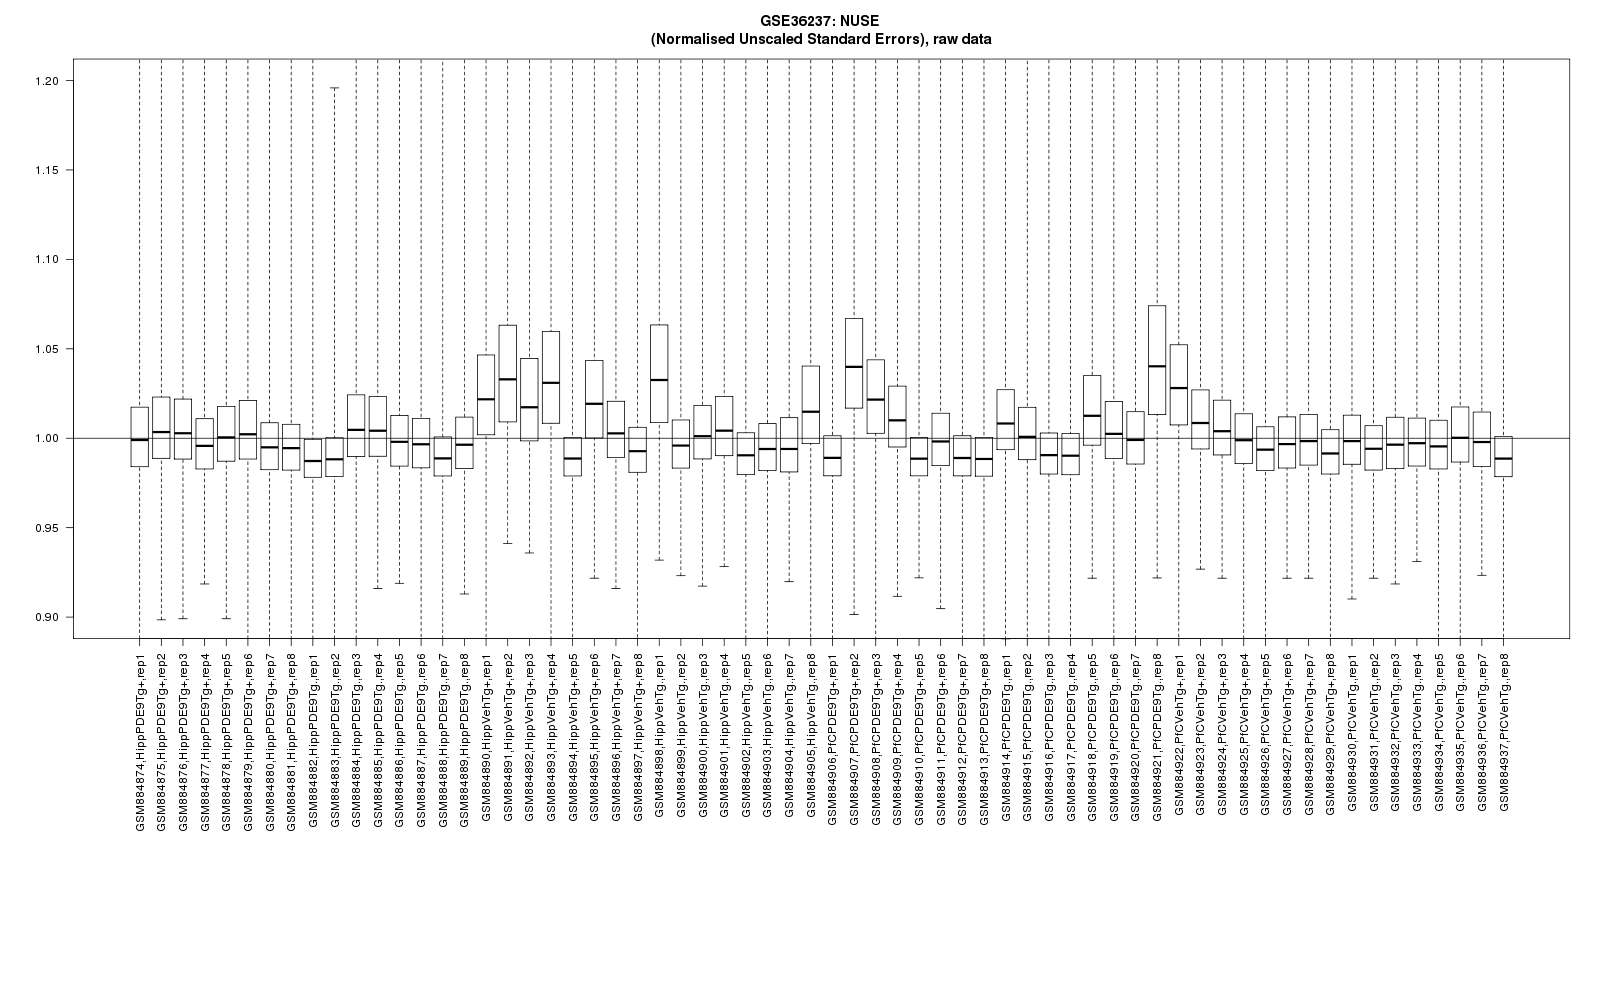 GSE36237: NUSE
(Normalised Unscaled Standard Errors), raw data
1.20
1.15
1.10
1.05
1.00
0.95
0.90
GSM884874,HippPDE9Tg+,rep1
GSM884875,HippPDE9Tg+,rep2
GSM884876,HippPDE9Tg+,rep3
GSM884877,HippPDE9Tg+,rep4
GSM884878,HippPDE9Tg+,rep5
GSM884879,HippPDE9Tg+,rep6
GSM884880,HippPDE9Tg+,rep7
GSM884881,HippPDE9Tg+,rep8
GSM884882,HippPDE9Tg,,rep1
GSM884883,HippPDE9Tg,,rep2
GSM884884,HippPDE9Tg,,rep3
GSM884885,HippPDE9Tg,,rep4
GSM884886,HippPDE9Tg,,rep5
GSM884887,HippPDE9Tg,,rep6
GSM884888,HippPDE9Tg,,rep7
GSM884889,HippPDE9Tg,,rep8
GSM884890,HippVehTg+,rep1
GSM884891,HippVehTg+,rep2
GSM884892,HippVehTg+,rep3
GSM884893,HippVehTg+,rep4
GSM884894,HippVehTg+,rep5
GSM884895,HippVehTg+,rep6
GSM884896,HippVehTg+,rep7
GSM884897,HippVehTg+,rep8
GSM884898,HippVehTg,,rep1
GSM884899,HippVehTg,,rep2
GSM884900,HippVehTg,,rep3
GSM884901,HippVehTg,,rep4
GSM884902,HippVehTg,,rep5
GSM884903,HippVehTg,,rep6
GSM884904,HippVehTg,,rep7
GSM884905,HippVehTg,,rep8
GSM884906,PfCPDE9Tg+,rep1
GSM884907,PfCPDE9Tg+,rep2
GSM884908,PfCPDE9Tg+,rep3
GSM884909,PfCPDE9Tg+,rep4
GSM884910,PfCPDE9Tg+,rep5
GSM884911,PfCPDE9Tg+,rep6
GSM884912,PfCPDE9Tg+,rep7
GSM884913,PfCPDE9Tg+,rep8
GSM884914,PfCPDE9Tg,,rep1
GSM884915,PfCPDE9Tg,,rep2
GSM884916,PfCPDE9Tg,,rep3
GSM884917,PfCPDE9Tg,,rep4
GSM884918,PfCPDE9Tg,,rep5
GSM884919,PfCPDE9Tg,,rep6
GSM884920,PfCPDE9Tg,,rep7
GSM884921,PfCPDE9Tg,,rep8
GSM884922,PfCVehTg+,rep1
GSM884923,PfCVehTg+,rep2
GSM884924,PfCVehTg+,rep3
GSM884925,PfCVehTg+,rep4
GSM884926,PfCVehTg+,rep5
GSM884927,PfCVehTg+,rep6
GSM884928,PfCVehTg+,rep7
GSM884929,PfCVehTg+,rep8
GSM884930,PfCVehTg,,rep1
GSM884931,PfCVehTg,,rep2
GSM884932,PfCVehTg,,rep3
GSM884933,PfCVehTg,,rep4
GSM884934,PfCVehTg,,rep5
GSM884935,PfCVehTg,,rep6
GSM884936,PfCVehTg,,rep7
GSM884937,PfCVehTg,,rep8